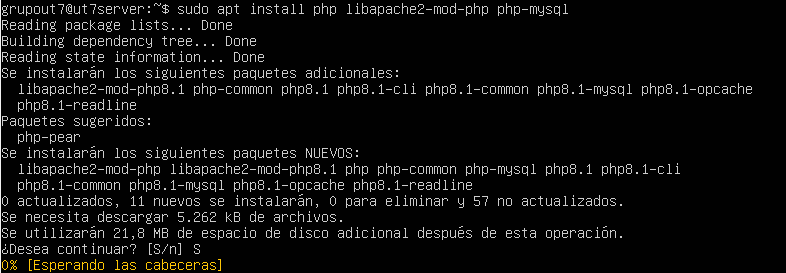 grupout7@ut7server:~$ sudo apt install php libapache2-mod-php php-mysql
Reading package lists... Done
Building dependency tree... Done
Reading state information... Done
Se instalarán los siguientes paquetes adicionales:
  libapache2-mod-php8.1 php-common php8.1 php8.1-cli php8.1-common php8.1-mysql php8.1-opcache
  php8.1-readline
Paquetes sugeridos:
  php-pear
Se instalarán los siguientes paquetes NUEVOS:
  libapache2-mod-php libapache2-mod-php8.1 php php-common php-mysql php8.1 php8.1-cli
  php8.1-common php8.1-mysql php8.1-opcache php8.1-readline
0 actualizados, 11 nuevos se instalarán, 0 para eliminar y 57 no actualizados.
Se necesita descargar 5.262 kB de archivos.
Se utilizarán 21,8 MB de espacio de disco adicional después de esta operación.
¿Desea continuar? [S/n] S
0% [Esperando las cabeceras]